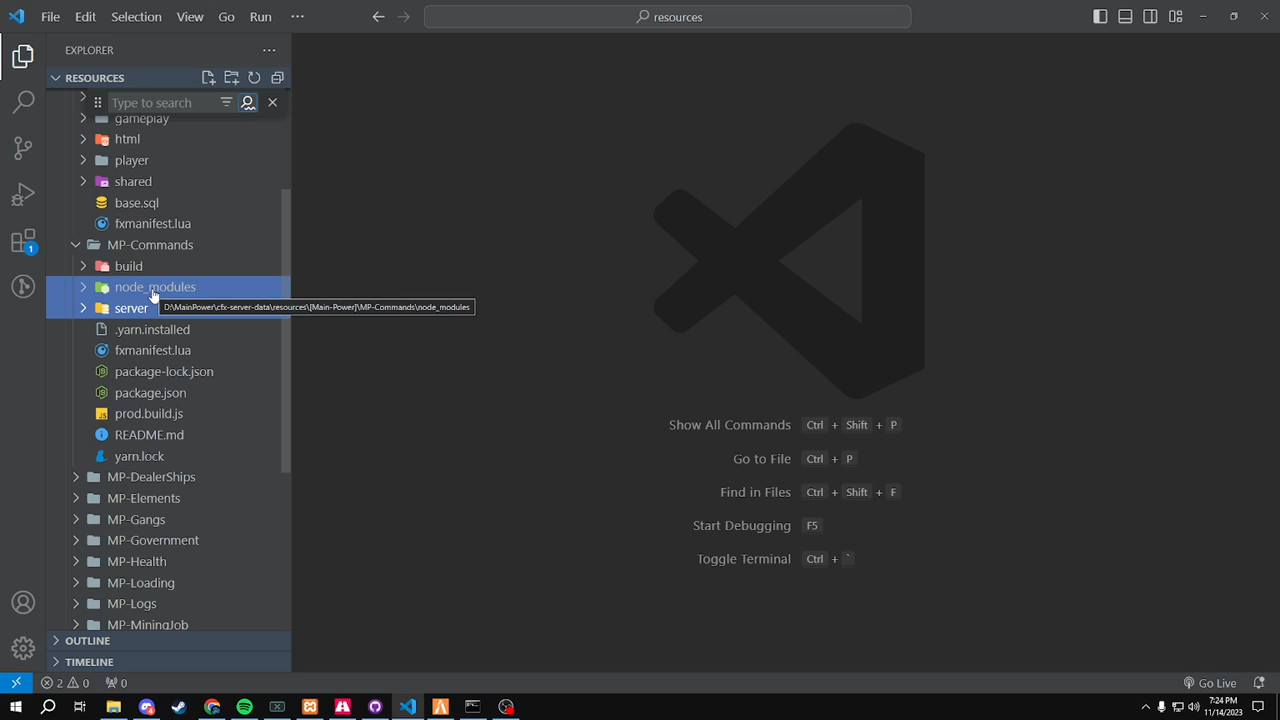 File Edit Selection View Go Run ···
resources
EXPLORER
RESOURCES
Type to search
gameplay
html
player
shared
base.sql
fxmanifest.lua
MP-Commands
build
node_modules
D:\MainPower\cfx-server-data\resources\[Main-Power]\MP-Commands\node_modules
server
.yarn.installed
fxmanifest.lua
package-lock.json
package.json
JS prod.build.js
README.md
yarn.lock
MP-DealerShips
MP-Elements
MP-Gangs
MP-Government
MP-Health
MP-Loading
MP-Logs
MP-MiningJob
OUTLINE
TIMELINE
1
Show All Commands Ctrl + Shift + P
Go to File Ctrl + P
Find in Files Ctrl + Shift + F
Start Debugging F5
Toggle Terminal Ctrl + `
2 0 0
Go Live
7:24 PM
11/14/2023